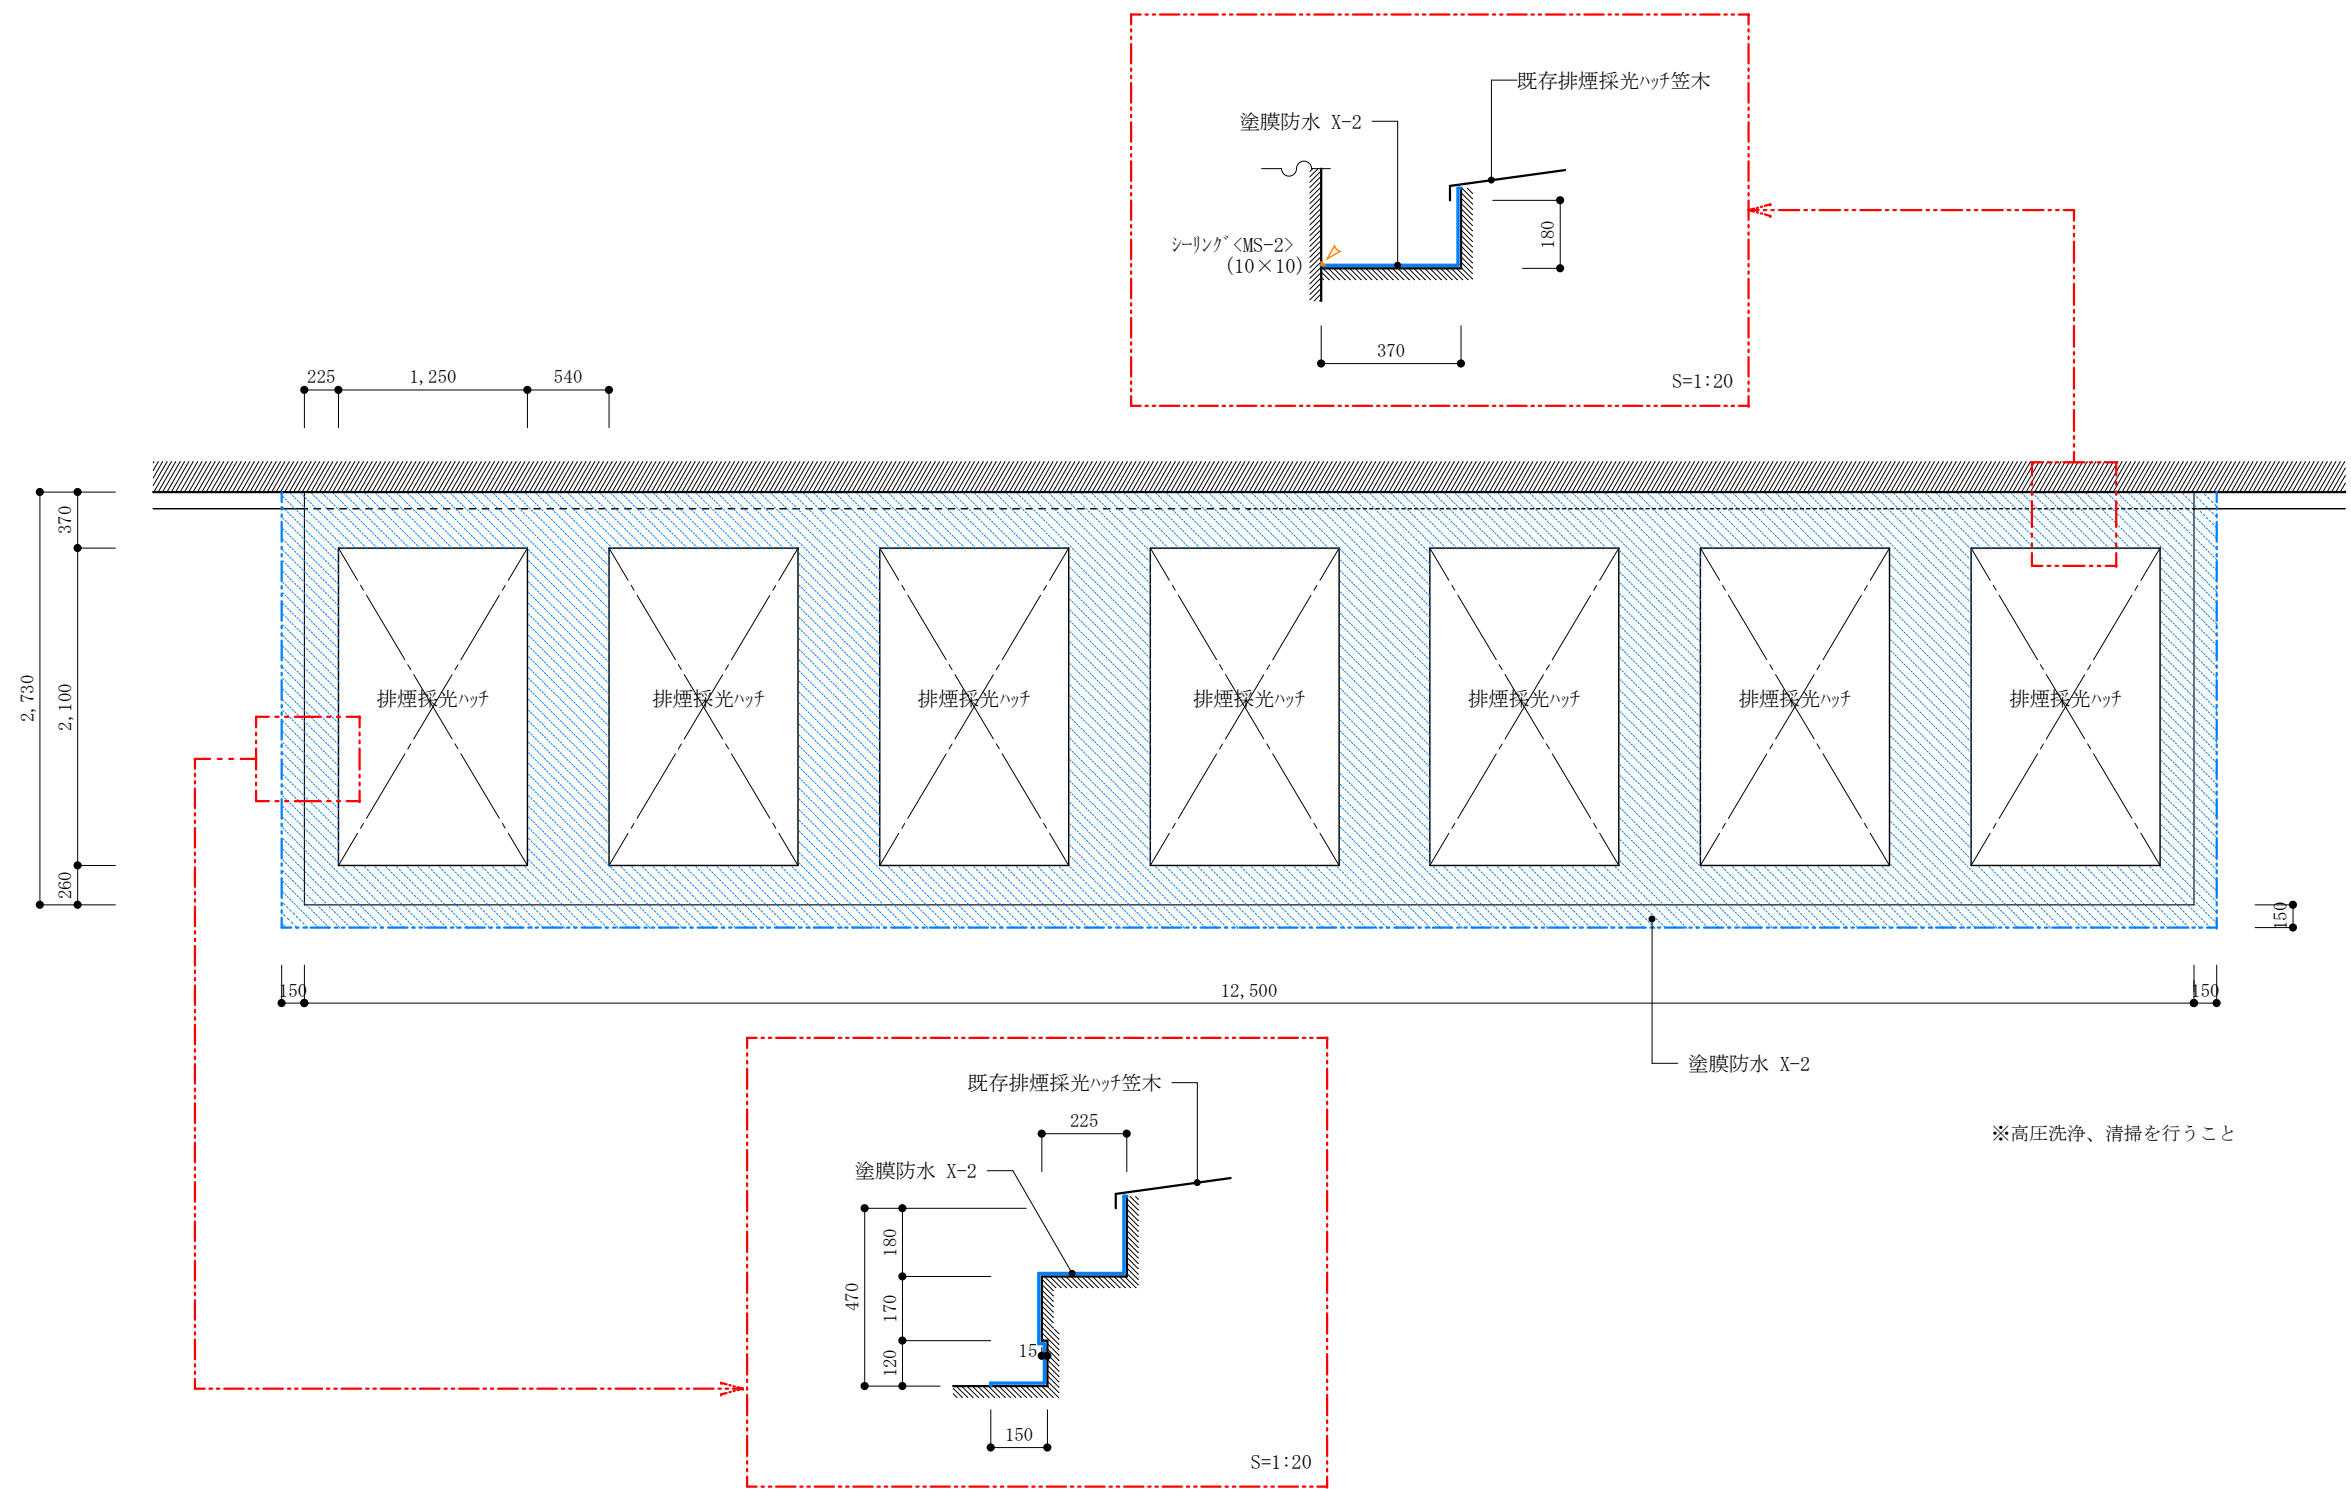 既存排煙採光ﾊｯﾁ笠木
塗膜防水 X-2
ｼｰﾘﾝｸﾞ<MS-2>
(10×10)
180
370
S=1:20
225
1,250
540
370
2,730
2,100
260
排煙採光ﾊｯﾁ
排煙採光ﾊｯﾁ
排煙採光ﾊｯﾁ
排煙採光ﾊｯﾁ
排煙採光ﾊｯﾁ
排煙採光ﾊｯﾁ
排煙採光ﾊｯﾁ
150
150
12,500
150
塗膜防水 X-2
※高圧洗浄、清掃を行うこと
既存排煙採光ﾊｯﾁ笠木
225
塗膜防水 X-2
180
470
170
15
120
150
S=1:20